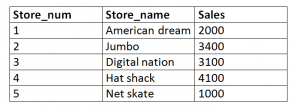 Store_num Store_name Sales
1 American dream 2000
2 Jumbo 3400
3 Digital nation 3100
4 Hat shack 4100
5 Net skate 1000